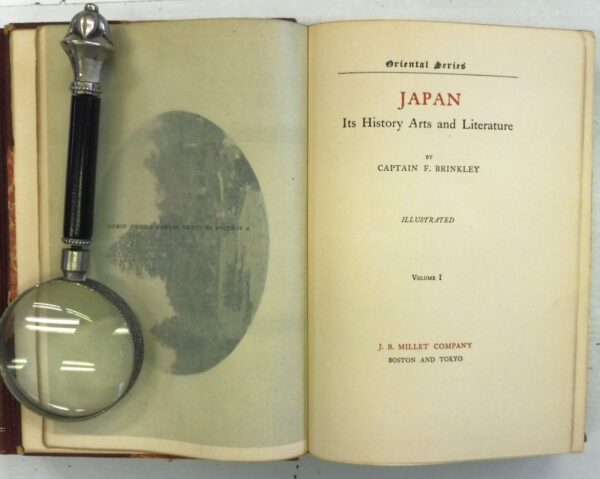 Oriental Series
JAPAN
Its History Arts and Literature
BY
CAPTAIN F. BRINKLEY
ILLUSTRATED
VOLUME I
J. B. MILLET COMPANY
BOSTON AND TOKYO